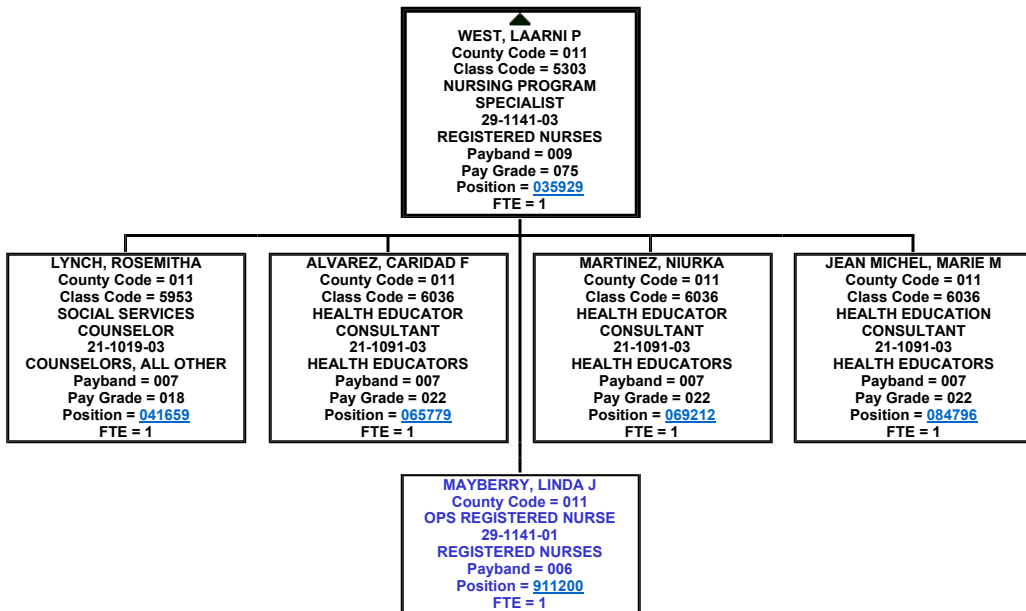 WEST, LAARNI P
County Code = 011
Class Code = 5303
NURSING PROGRAM
SPECIALIST
29-1141-03
REGISTERED NURSES
Payband = 009
Pay Grade = 075
Position = 035929
FTE = 1
LYNCH, ROSEMITHA
County Code = 011
Class Code = 5953
SOCIAL SERVICES
COUNSELOR
21-1019-03
COUNSELORS, ALL OTHER
Payband = 007
Pay Grade = 018
Position = 041659
FTE = 1
ALVAREZ, CARIDAD F
County Code = 011
Class Code = 6036
HEALTH EDUCATOR
CONSULTANT
21-1091-03
HEALTH EDUCATORS
Payband = 007
Pay Grade = 022
Position = 065779
FTE = 1
MARTINEZ, NIURKA
County Code = 011
Class Code = 6036
HEALTH EDUCATOR
CONSULTANT
21-1091-03
HEALTH EDUCATORS
Payband = 007
Pay Grade = 022
Position = 069212
FTE = 1
JEAN MICHEL, MARIE M
County Code = 011
Class Code = 6036
HEALTH EDUCATION
CONSULTANT
21-1091-03
HEALTH EDUCATORS
Payband = 007
Pay Grade = 022
Position = 084796
FTE = 1
MAYBERRY, LINDA J
County Code = 011
OPS REGISTERED NURSE
29-1141-01
REGISTERED NURSES
Payband = 006
Position = 911200
FTE = 1